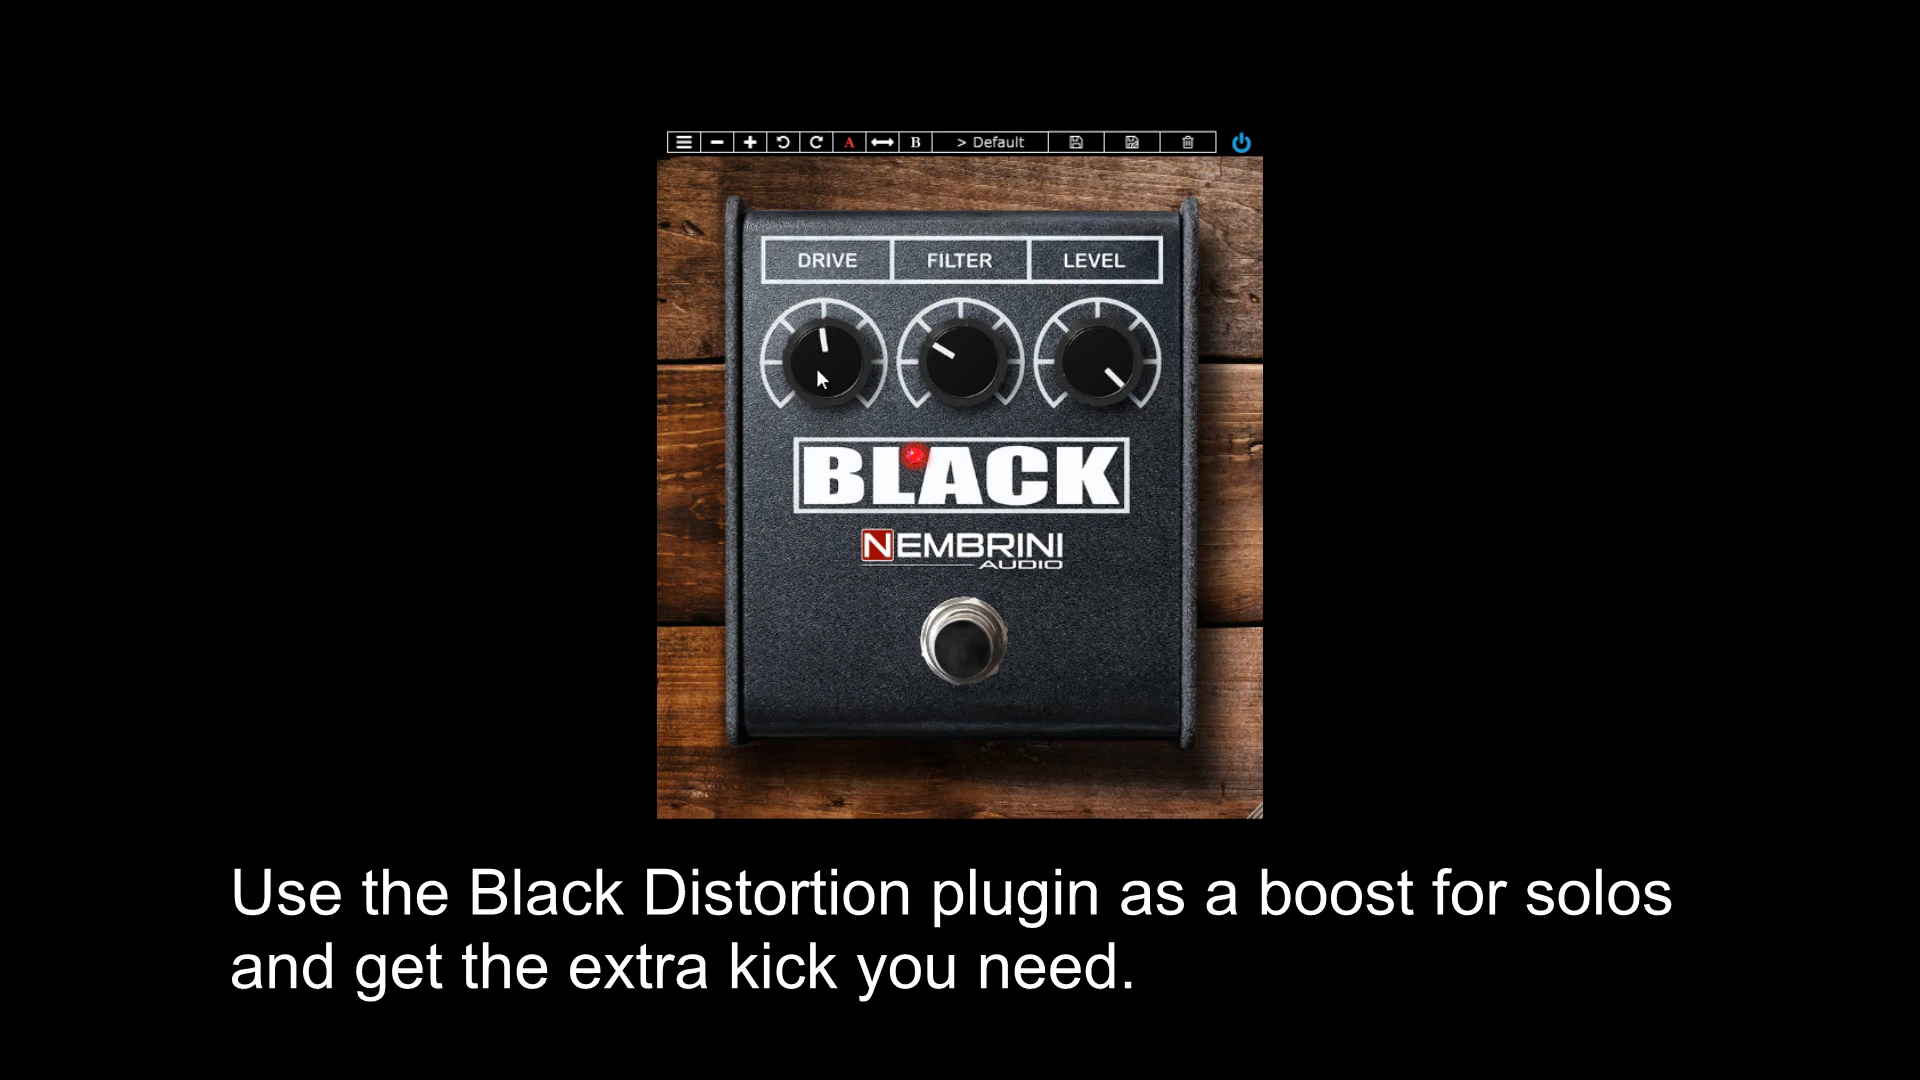 A B > Default
DRIVE FILTER LEVEL
BLACK
NEMBRINI
AUDIO
Use the Black Distortion plugin as a boost for solos
and get the extra kick you need.